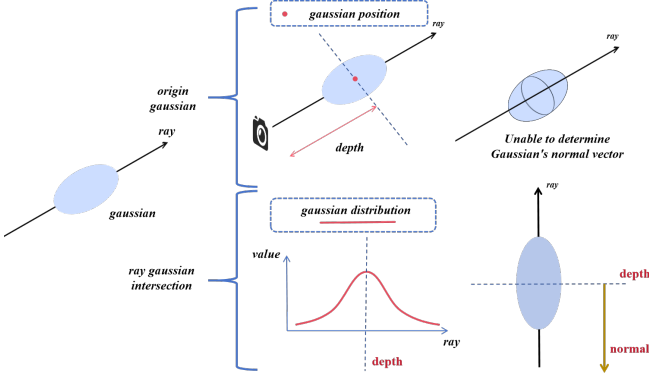 gaussian position
ray
ray
origin
gaussian
ray
depth
Unable to determine
Gaussian's normal vector
gaussian
ray
gaussian distribution
value
ray gaussian
intersection
depth
ray
normal
depth